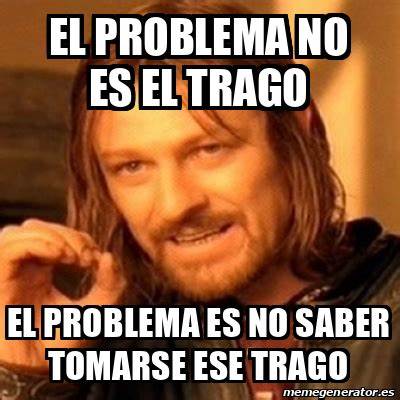 EL PROBLEMA NO
ES EL TRAGO
EL PROBLEMA ES NO SABER
TOMARSE ESE TRAGO
memegenerator.es